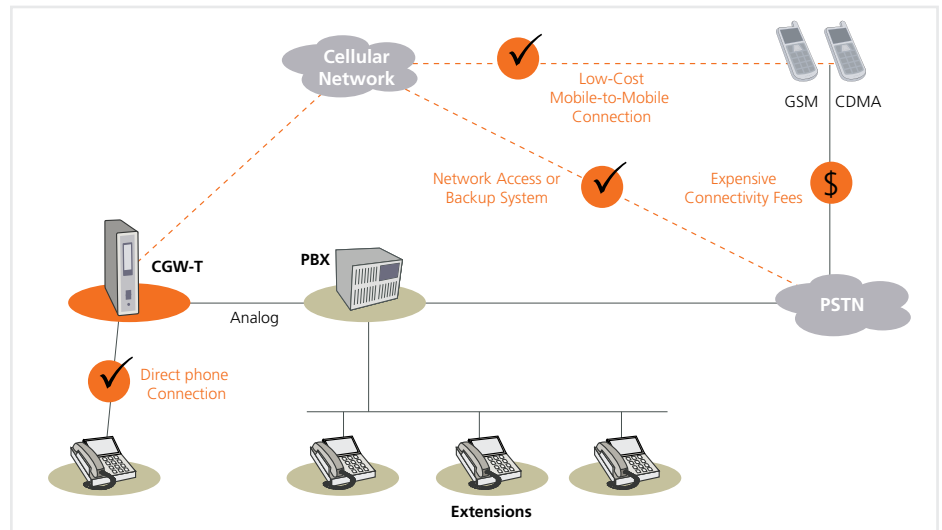 Cellular
Network
Low-Cost
Mobile-to-Mobile
Connection
GSM
CDMA
Network Access or
Backup System
Expensive
Connectivity Fees
$
CGW-T
PBX
PSTN
Analog
Direct phone
Connection
Extensions